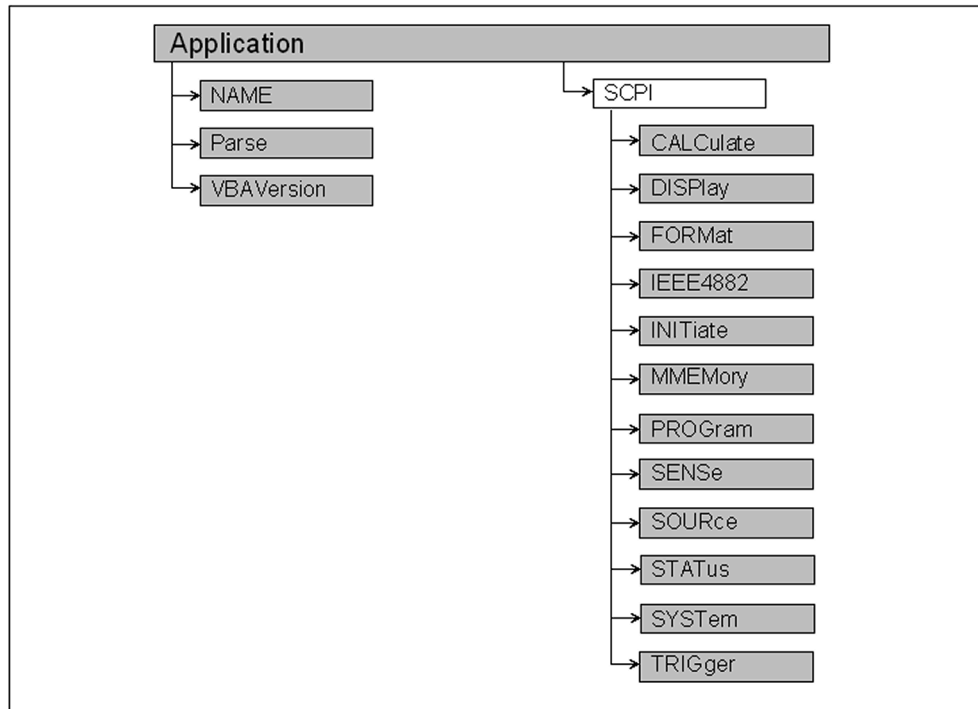 Application
NAME
Parse
VBAVersion
SCPI
CALCulate
DISPlay
FORMat
IEEE4882
INITiate
MMEMory
PROGram
SENSe
SOURce
STATus
SYSTem
TRIGger